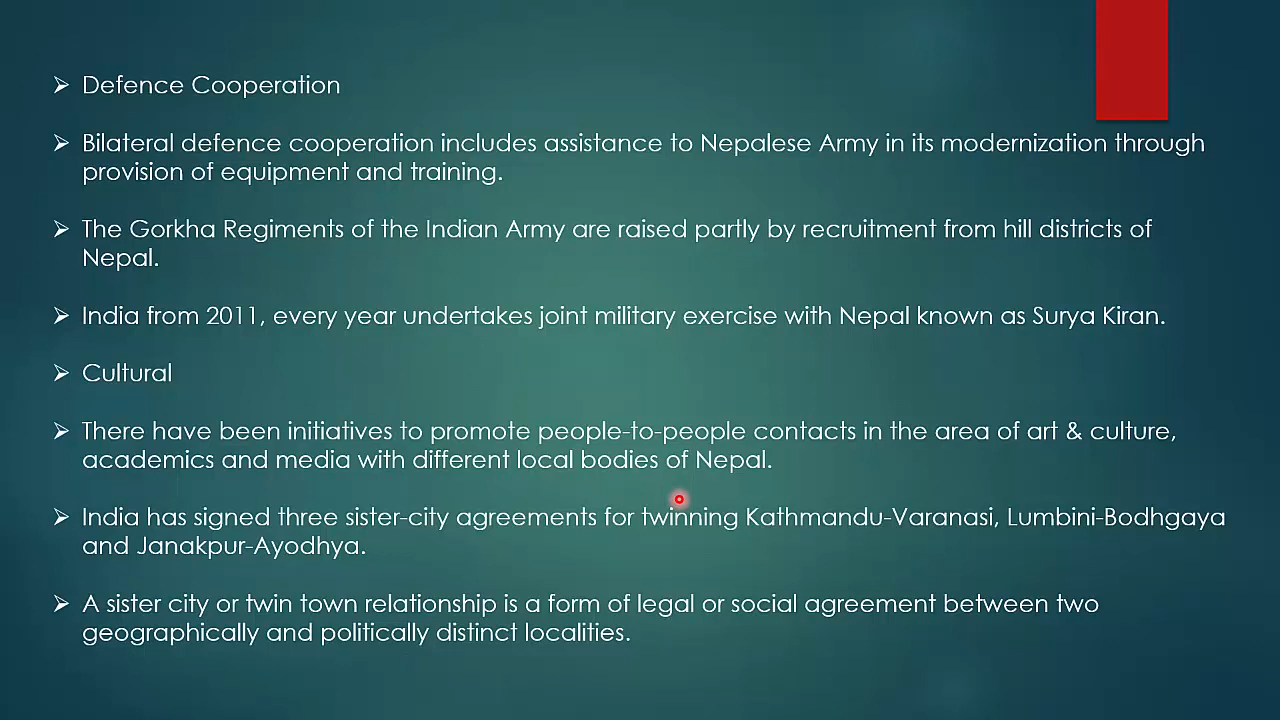 ➢ Defence Cooperation
➢ Bilateral defence cooperation includes assistance to Nepalese Army in its modernization through
provision of equipment and training.
➢ The Gorkha Regiments of the Indian Army are raised partly by recruitment from hill districts of
Nepal.
➢ India from 2011, every year undertakes joint military exercise with Nepal known as Surya Kiran.
➢ Cultural
➢ There have been initiatives to promote people-to-people contacts in the area of art & culture,
academics and media with different local bodies of Nepal.
➢ India has signed three sister-city agreements for twinning Kathmandu-Varanasi, Lumbini-Bodhgaya
and Janakpur-Ayodhya.
➢ A sister city or twin town relationship is a form of legal or social agreement between two
geographically and politically distinct localities.